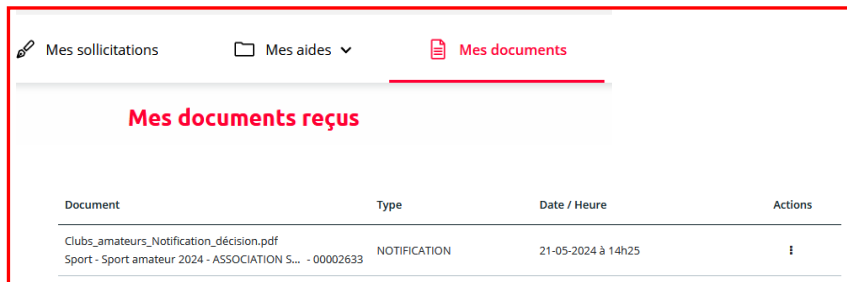 Mes sollicitations Mes aides Mes documents
Mes documents reçus
Document Type Date / Heure Actions
Clubs_amateurs_Notification_décision.pdf
Sport - Sport amateur 2024 - ASSOCIATION S... - 00002633 NOTIFICATION 21-05-2024 à 14h25